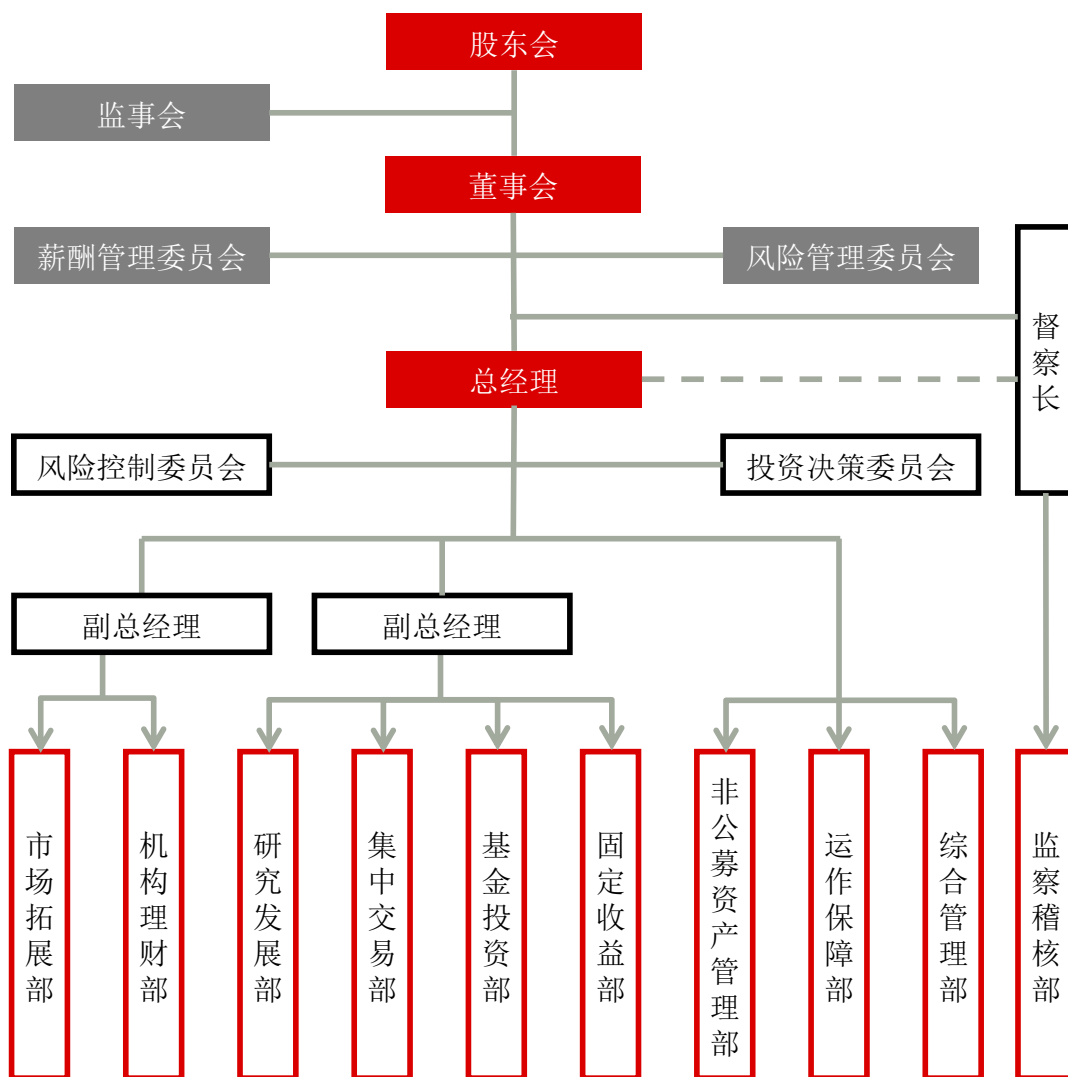 股东会
监事会
董事会
薪酬管理委员会
风险管理委员会
督察长
总经理
风险控制委员会
投资决策委员会
副总经理
副总经理
市场拓展部
机构理财部
研究发展部
集中交易部
基金投资部
固定收益部
非公募资产管理部
运作保障部
综合管理部
监察稽核部